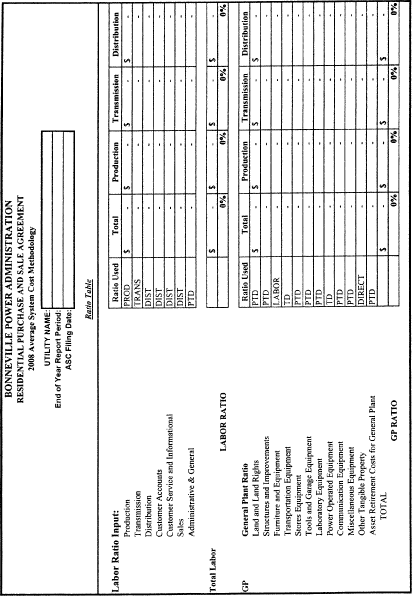 BONNEVILLE POWER ADMINISTRATION
RESIDENTIAL PURCHASE AND SALE AGREEMENT
2008 Average System Cost Methodology
UTILITY NAME:
End of Year Report Period:
ASC Filing Date:
Ratio Table
Labor Ratio Input: Ratio Used Total Production Transmission Distribution
Production PROD $ - $ - $ - $ -
Transmission TRANS - - - -
Distribution DIST - - - -
Customer Accounts DIST - - - -
Customer Service and Informational DIST - - - -
Sales DIST - - - -
Administrative & General PTD - - - -
Total Labor $ - $ - $ - $ -
LABOR RATIO 0% 0% 0% 0%
GP General Plant Ratio Ratio Used Total Production Transmission Distribution
Land and Land Rights PTD $ - $ - $ - $ -
Structures and Improvements PTD - - - -
Furniture and Equipment LABOR - - - -
Transportation Equipment TD - - - -
Stores Equipment PTD - - - -
Tools and Garage Equipment PTD - - - -
Laboratory Equipment PTD - - - -
Power Operated Equipment TD - - - -
Communication Equipment PTD - - - -
Miscellaneous Equipment PTD - - - -
Other Tangible Property DIRECT - - - -
Asset Retirement Costs for General Plant PTD - - - -
TOTAL $ - $ - $ - $ -
GP RATIO 0% 0% 0% 0%